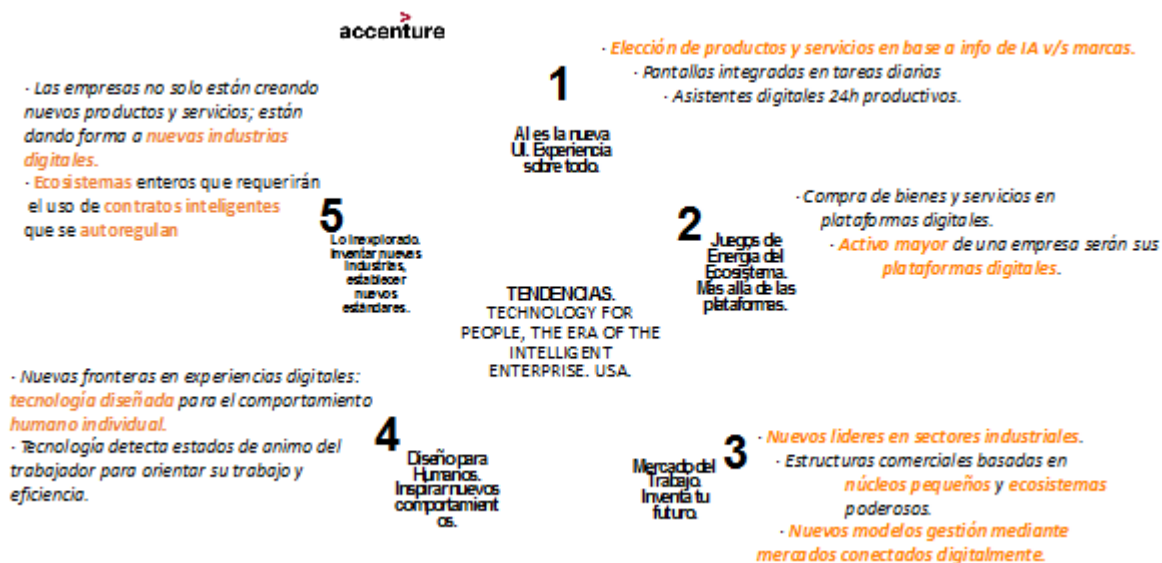 accenture
1
AI es la nueva
UI. Experiencia
sobre todo.
· Elección de productos y servicios en base a info de IA v/s marcas.
· Pantallas integradas en tareas diarias
· Asistentes digitales 24h productivos.
2
Juegos de
Energía del
Ecosistema.
Más allá de las
plataformas.
· Compra de bienes y servicios en
plataformas digitales.
· Activo mayor de una empresa serán sus
plataformas digitales.
3
Mercado del
Trabajo.
Inventa tu
futuro.
· Nuevos lideres en sectores industriales.
· Estructuras comerciales basadas en
núcleos pequeños y ecosistemas
poderosos.
· Nuevos modelos gestión mediante
mercados conectados digitalmente.
4
Diseño para
Humanos.
Inspirar nuevos
comportamient
os.
· Nuevas fronteras en experiencias digitales:
tecnología diseñada para el comportamiento
humano individual.
· Tecnología detecta estados de animo del
trabajador para orientar su trabajo y
eficiencia.
5
Lo Inexplorado.
Inventar nuevas
Industrias,
establecer
nuevos
estándares.
· Las empresas no solo están creando
nuevos productos y servicios; están
dando forma a nuevas industrias
digitales.
· Ecosistemas enteros que requerirán
el uso de contratos inteligentes
que se autoregulan
TENDENCIAS.
TECHNOLOGY FOR
PEOPLE, THE ERA OF THE
INTELLIGENT
ENTERPRISE. USA.